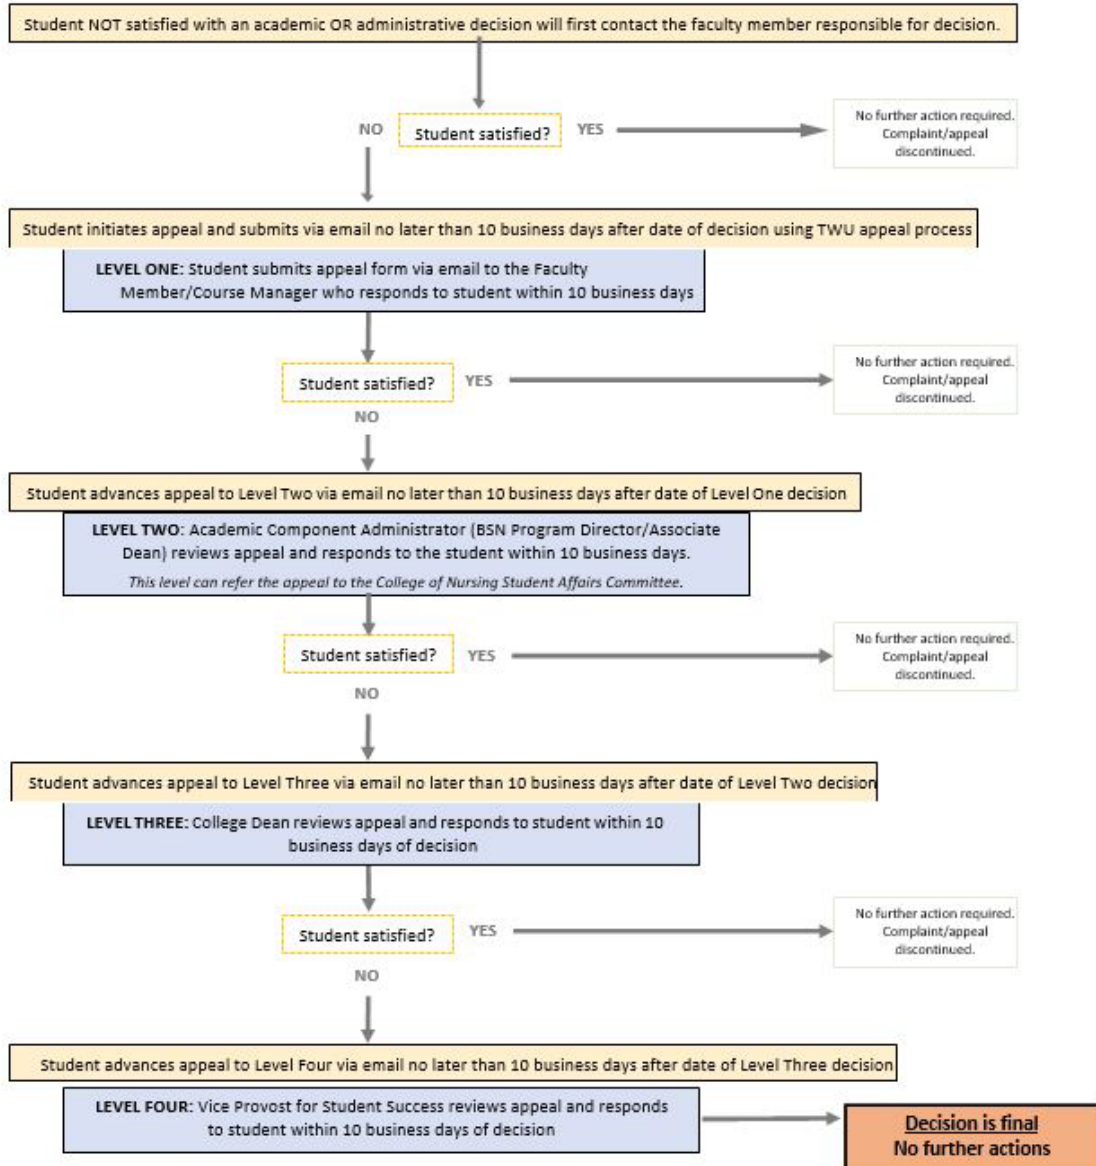 Student NOT satisfied with an academic OR administrative decision will first contact the faculty member responsible for decision.
NO
Student satisfied?
YES
No further action required.
Complaint/appeal
discontinued.
Student initiates appeal and submits via email no later than 10 business days after date of decision using TWU appeal process
LEVEL ONE: Student submits appeal form via email to the Faculty
Member/Course Manager who responds to student within 10 business days
Student satisfied?
YES
No further action required.
Complaint/appeal
discontinued.
NO
Student advances appeal to Level Two via email no later than 10 business days after date of Level One decision
LEVEL TWO: Academic Component Administrator (BSN Program Director/Associate
Dean) reviews appeal and responds to the student within 10 business days.
This level can refer the appeal to the College of Nursing Student Affairs Committee.
Student satisfied?
YES
No further action required.
Complaint/appeal
discontinued.
NO
Student advances appeal to Level Three via email no later than 10 business days after date of Level Two decision
LEVEL THREE: College Dean reviews appeal and responds to student within 10
business days of decision
Student satisfied?
YES
No further action required.
Complaint/appeal
discontinued.
NO
Student advances appeal to Level Four via email no later than 10 business days after date of Level Three decision
LEVEL FOUR: Vice Provost for Student Success reviews appeal and responds
to student within 10 business days of decision
Decision is final
No further actions